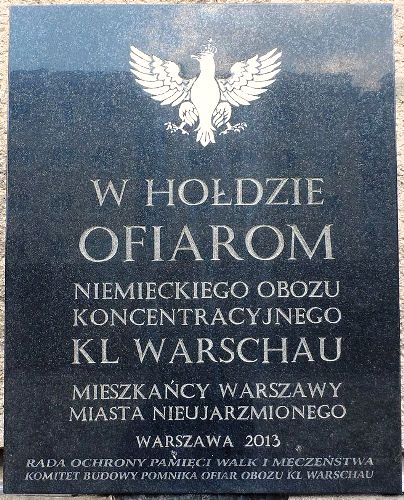 W HOŁDZIE
OFIAROM
NIEMIECKIEGO OBOZU
KONCENTRACYJNEGO
KL WARSCHAU
MIESZKAŃCY WARSZAWY
MIASTA NIEUJARZMIONEGO
WARSZAWA 2013
RADA OCHRONY PAMIĘCI WALK I MĘCZEŃSTWA
KOMITET BUDOWY POMNIKA OFIAR OBOZU KL WARSCHAU